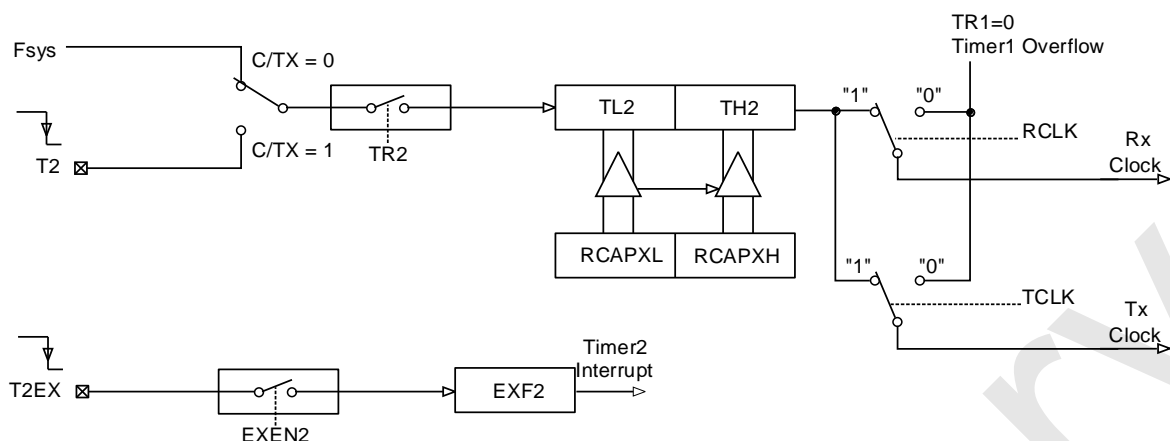 TR1=0
Timer1 Overflow
Fsys
C/TX = 0
TL2
TH2
"1"
"0"
RCLK
Rx
Clock
T2
C/TX = 1
TR2
RCAPXL
RCAPXH
"1"
"0"
TCLK
Tx
Clock
T2EX
EXEN2
EXF2
Timer2
Interrupt